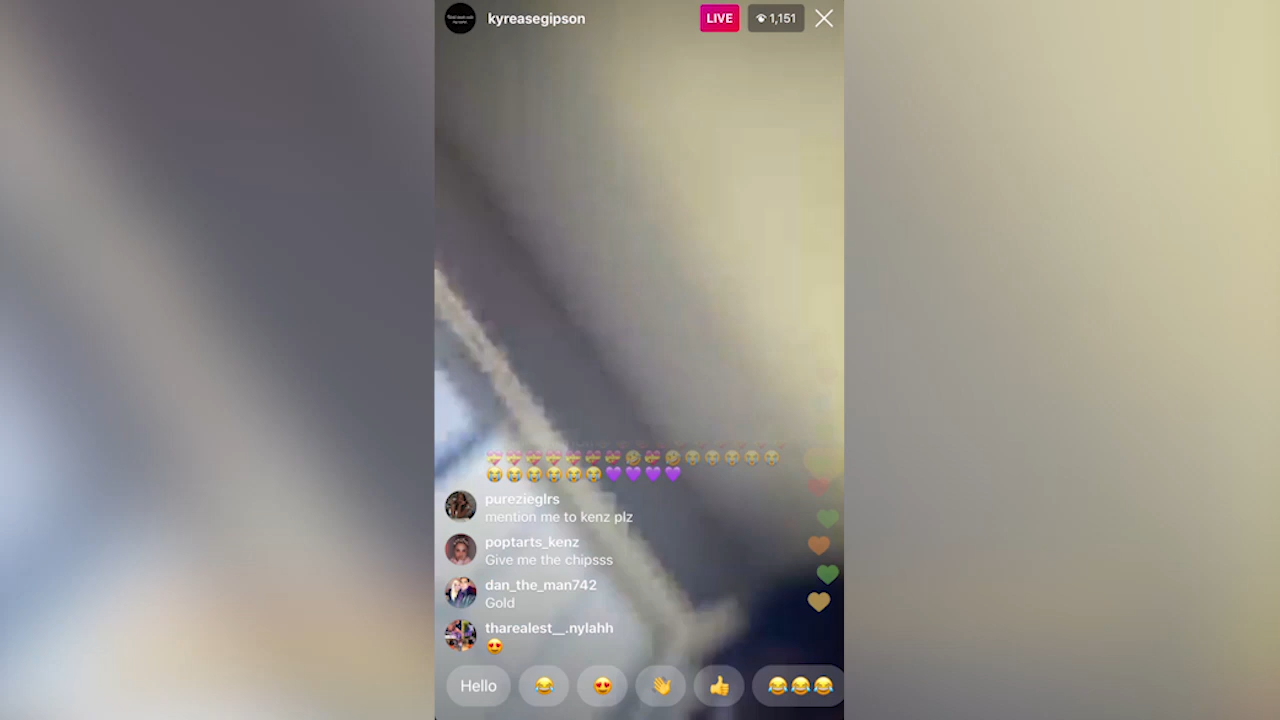 kyreasegipson
LIVE
1,151
😭😭😭😭😭😭💜💜💜💜
purezieglrs
mention me to kenz plz
poptarts_kenz
Give me the chipsss
dan_the_man742
Gold
tharealest__.nylahh
😍
Hello 😂 😍 👋 👍 😂😂😂